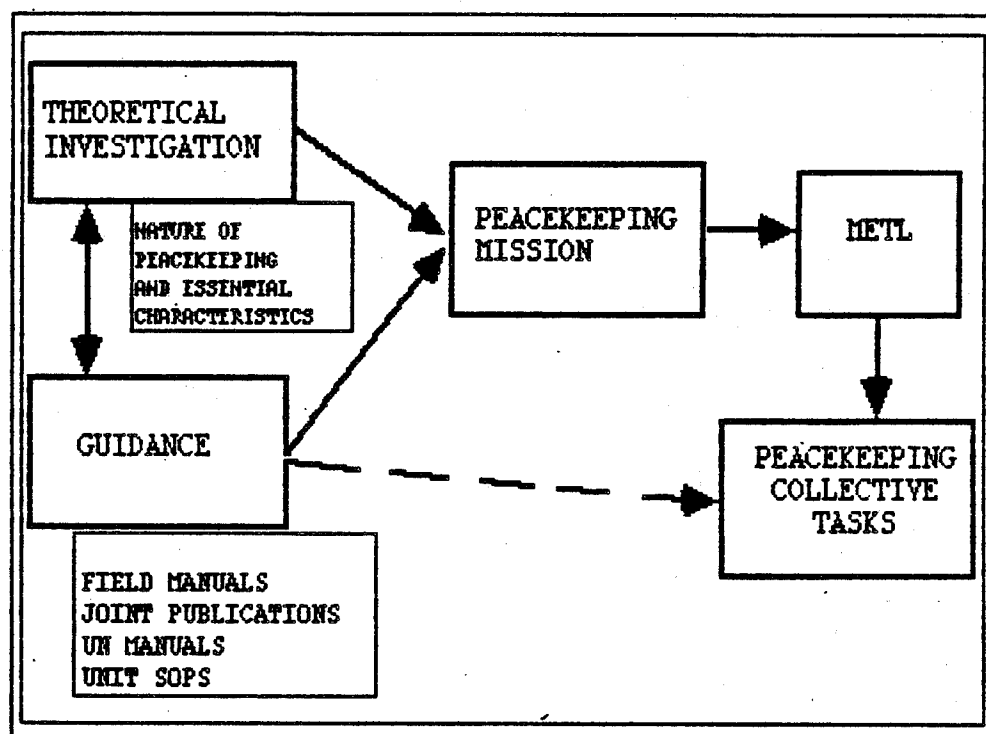 THEORETICAL
INVESTIGATION
NATURE OF
PEACEKEEPING
AND ESSENTIAL
CHARACTERISTICS
GUIDANCE
FIELD MANUALS
JOINT PUBLICATIONS
UN MANUALS
UNIT SOPS
PEACEKEEPING
MISSION
METL
PEACEKEEPING
COLLECTIVE
TASKS